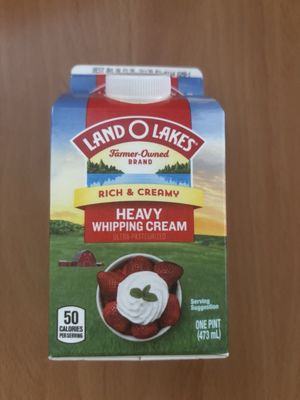 LAND O LAKES®
Farmer-Owned
BRAND
RICH & CREAMY
HEAVY
WHIPPING CREAM
ULTRA-PASTEURIZED
50
CALORIES
PER SERVING
Serving
Suggestion
ONE PINT
(473 mL)